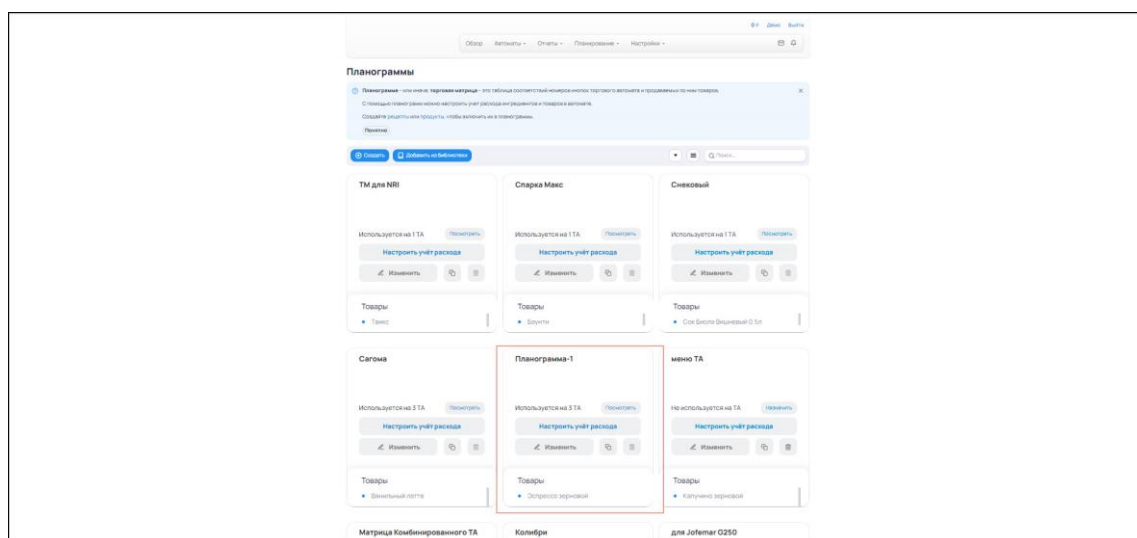 Демо Выйти
Обзор Автоматы Отчеты Планирование Настройки
Планограммы
Планограмма - или иначе, торговая матрица - это таблица соответствий номеров кнопок торгового автомата и продаваемых по ним товаров.
С помощью планограмм можно настроить учет расхода ингредиентов и товаров в автомате.
Создайте рецепты или продукты, чтобы включить их в планограммы.
Понятно
Создать Добавить из библиотеки Поиск...
ТМ для NRI Спарка Макс Снековый
Используется на 1 ТА Посмотреть Используется на 1 ТА Посмотреть Используется на 1 ТА Посмотреть
Настроить учёт расхода Настроить учёт расхода Настроить учёт расхода
Изменить Изменить Изменить
Товары Товары Товары
Твикс Баунти Сок Биола Вишневый 0.5л
Сагома Планограмма-1 меню ТА
Используется на 3 ТА Посмотреть Используется на 3 ТА Посмотреть Не используется на ТА Назначить
Настроить учёт расхода Настроить учёт расхода Настроить учёт расхода
Изменить Изменить Изменить
Товары Товары Товары
Ванильный латте Эспрессо зерновой Капучино зерновой
Матрица Комбинированного ТА Колибри для Jofemar G250